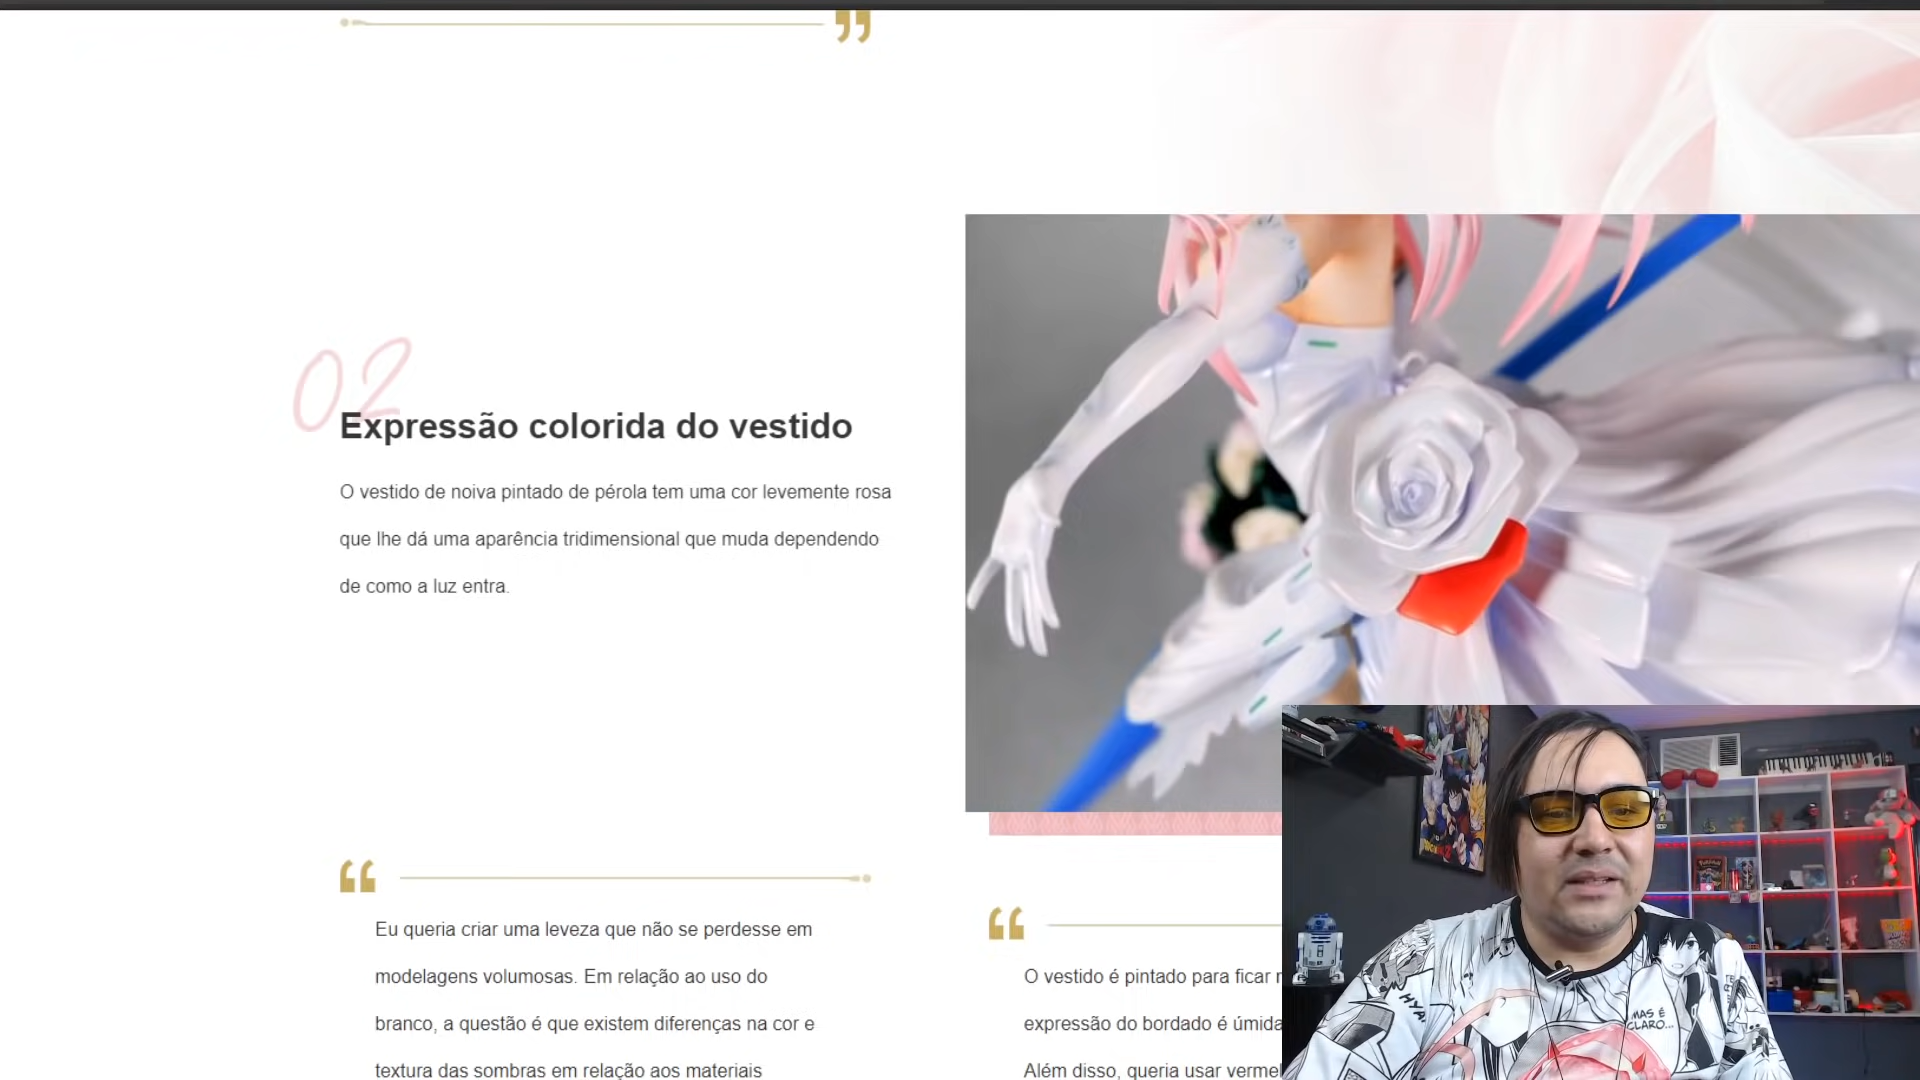 02
Expressão colorida do vestido
O vestido de noiva pintado de pérola tem uma cor levemente rosa
que lhe dá uma aparência tridimensional que muda dependendo
de como a luz entra.
Eu queria criar uma leveza que não se perdesse em
modelagens volumosas. Em relação ao uso do
branco, a questão é que existem diferenças na cor e
textura das sombras em relação aos materiais
O vestido é pintado para ficar
expressão do bordado é úmida
Além disso, queria usar
HYA!
MAS É
CLARO...